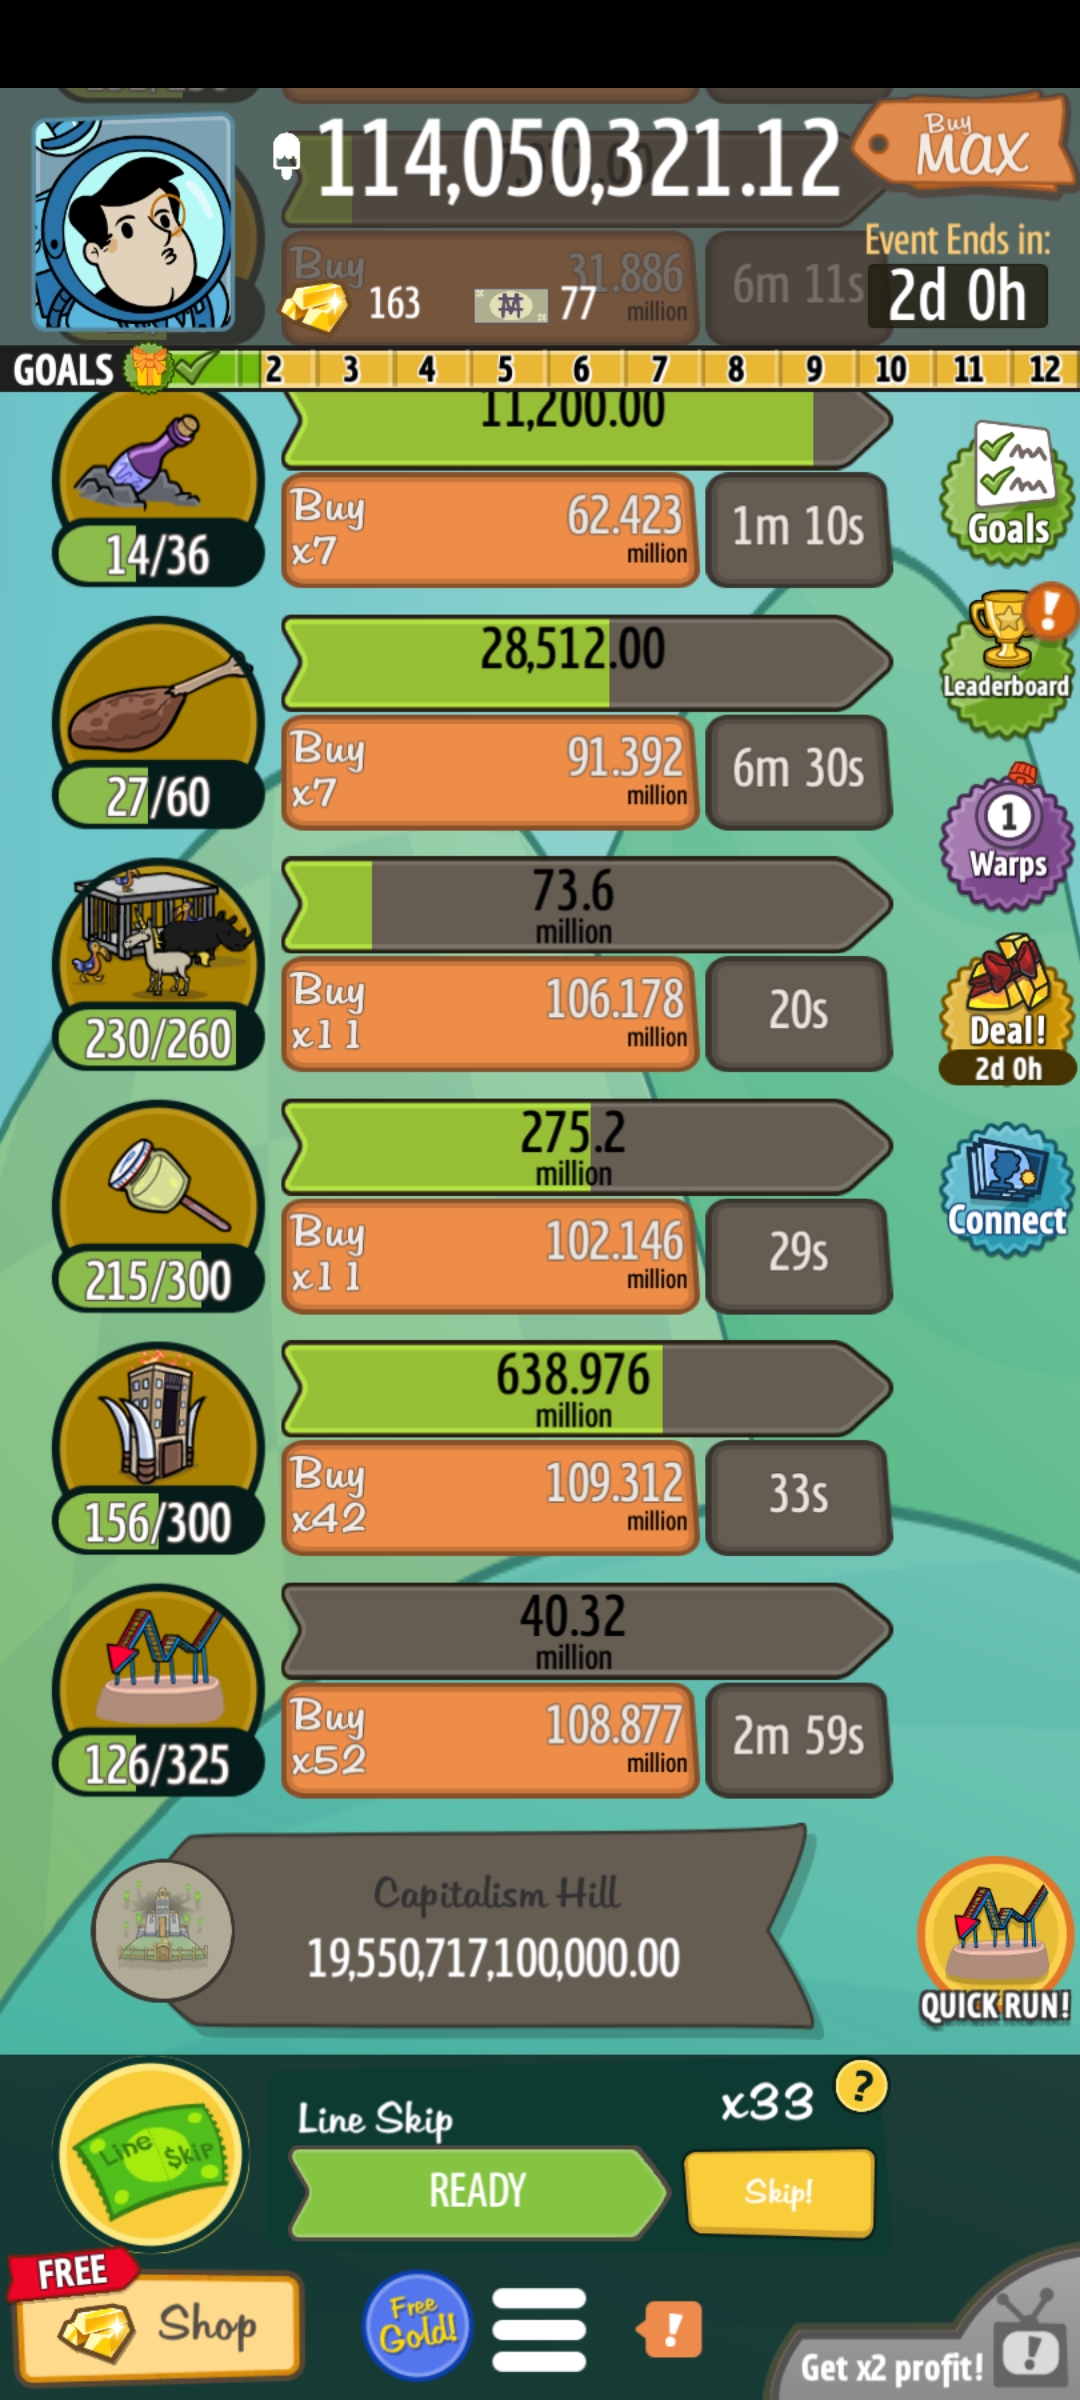 114,050,321.12
Buy
MAX
Event Ends in:
2d 0h
Buy
31.886
million
6m 11s
163
77
GOALS 2 3 4 5 6 7 8 9 10 11 12
11,200.00
Buy
x7
62.423
million
1m 10s
14/36
Goals
28,512.00
Buy
x7
91.392
million
6m 30s
27/60
Leaderboard
1
Warps
73.6
million
Buy
x11
106.178
million
20s
230/260
Deal!
2d 0h
275.2
million
Buy
x11
102.146
million
29s
215/300
Connect
638.976
million
Buy
x42
109.312
million
33s
156/300
40.32
million
Buy
x52
108.877
million
2m 59s
126/325
Capitalism Hill
19,550,717,100,000.00
QUICK RUN!
Line $kip
Line Skip
x33
?
READY
Skip!
FREE
Shop
Free
Gold!
!
Get x2 profit!
!